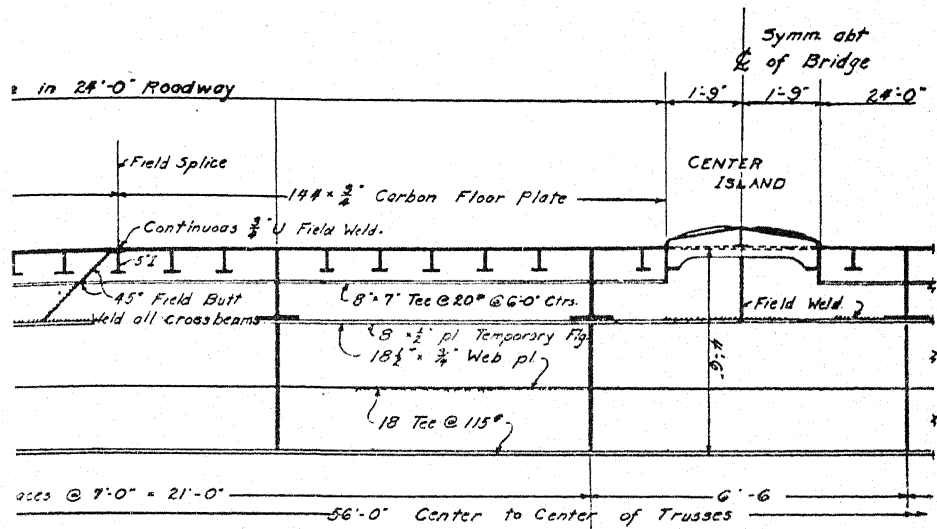 Symm. abt
℄ of Bridge
in 24'-0" Roadway
1'-9" 1'-9" 24'-0"
Field Splice
CENTER
ISLAND
144 × 3/4" Carbon Floor Plate
Continuous 3/4" U Field Weld.
5"I
45° Field Butt
Weld all crossbeams
8" × 7" Tee @ 20# @ 6'-0" Ctrs.
Field Weld.
8 × 1/2" pl Temporary Flg.
18 1/2" × 3/4" Web pl.
4'-6"
18 Tee @ 115#
@ 7'-0" = 21'-0"
6'-6
56'-0" Center to Center of Trusses